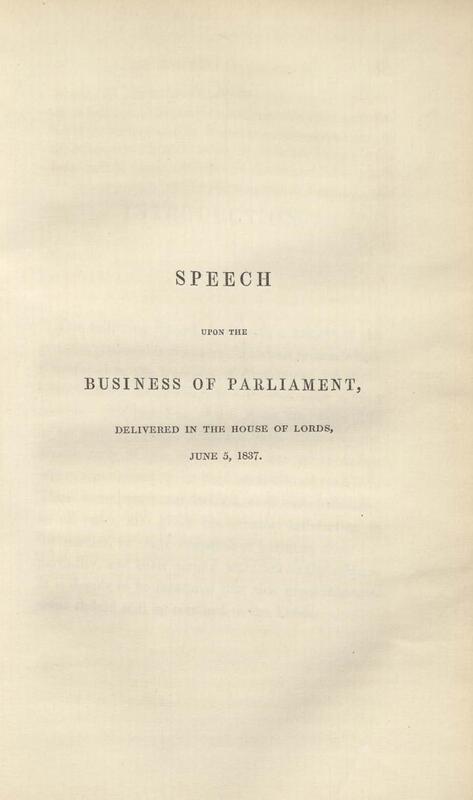 SPEECH
UPON THE
BUSINESS OF PARLIAMENT,
DELIVERED IN THE HOUSE OF LORDS,
JUNE 5, 1837.